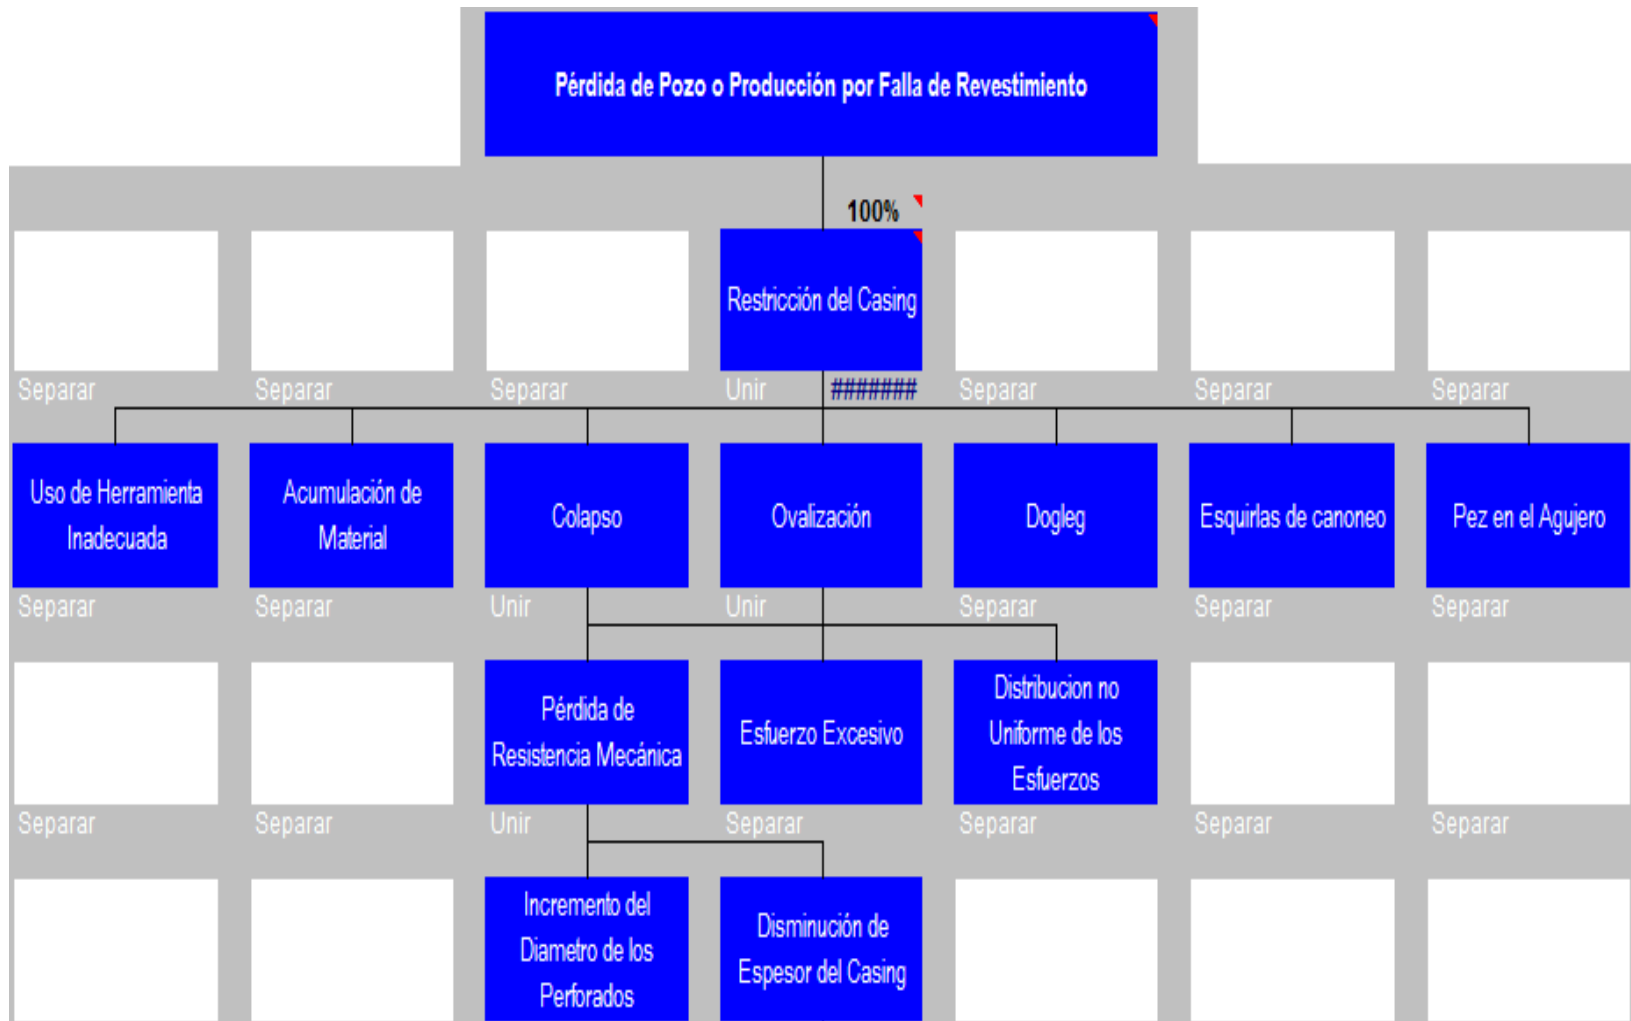 Pérdida de Pozo o Producción por Falla de Revestimiento
100%
Restricción del Casing
Separar
Separar
Separar
Unir
#######
Separar
Separar
Separar
Uso de Herramienta
Inadecuada
Acumulación de
Material
Colapso
Ovalización
Dogleg
Esquirlas de canoneo
Pez en el Agujero
Separar
Separar
Unir
Unir
Separar
Separar
Separar
Pérdida de
Resistencia Mecánica
Esfuerzo Excesivo
Distribucion no
Uniforme de los
Esfuerzos
Separar
Separar
Unir
Separar
Separar
Separar
Separar
Incremento del
Diametro de los
Perforados
Disminución de
Espesor del Casing